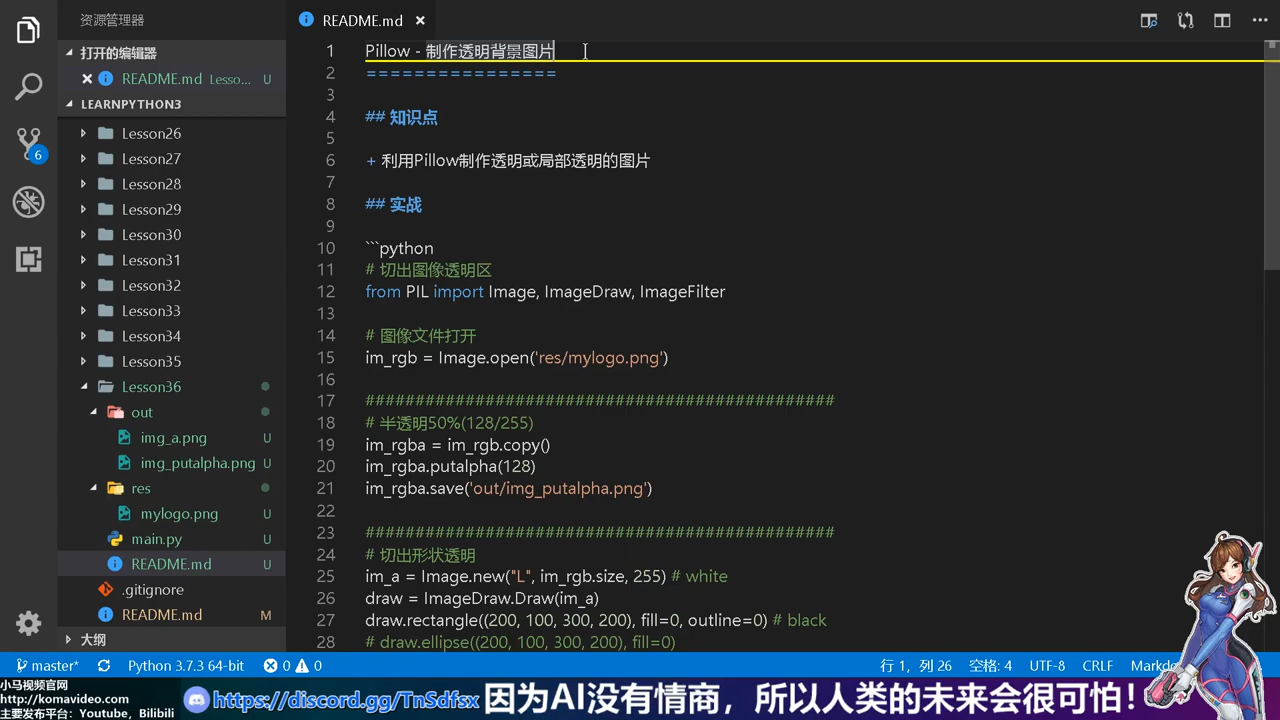 资源管理器
打开的编辑器
README.md Lesso... U
LEARNPYTHON3
Lesson26
Lesson27
Lesson28
Lesson29
Lesson30
Lesson31
Lesson32
Lesson33
Lesson34
Lesson35
Lesson36
out
img_a.png U
img_putalpha.png U
res
mylogo.png U
main.py U
README.md U
.gitignore
README.md M
大纲
6
README.md
1 Pillow - 制作透明背景图片
2 ================
3
4 ## 知识点
5
6 + 利用Pillow制作透明或局部透明的图片
7
8 ## 实战
9
10 ```python
11 # 切出图像透明区
12 from PIL import Image, ImageDraw, ImageFilter
13
14 # 图像文件打开
15 im_rgb = Image.open('res/mylogo.png')
16
17 ###############################################
18 # 半透明50%(128/255)
19 im_rgba = im_rgb.copy()
20 im_rgba.putalpha(128)
21 im_rgba.save('out/img_putalpha.png')
22
23 ###############################################
24 # 切出形状透明
25 im_a = Image.new("L", im_rgb.size, 255) # white
26 draw = ImageDraw.Draw(im_a)
27 draw.rectangle((200, 100, 300, 200), fill=0, outline=0) # black
28 # draw.ellipse((200, 100, 300, 200), fill=0)
master* Python 3.7.3 64-bit 0 0 行 1，列 26 空格: 4 UTF-8 CRLF Markdo
小马视频官网
http://komavideo.com
主要发布平台: Youtube，Bilibili
https://discord.gg/TnSdfsx 因为AI没有情商，所以人类的未来会很可怕！